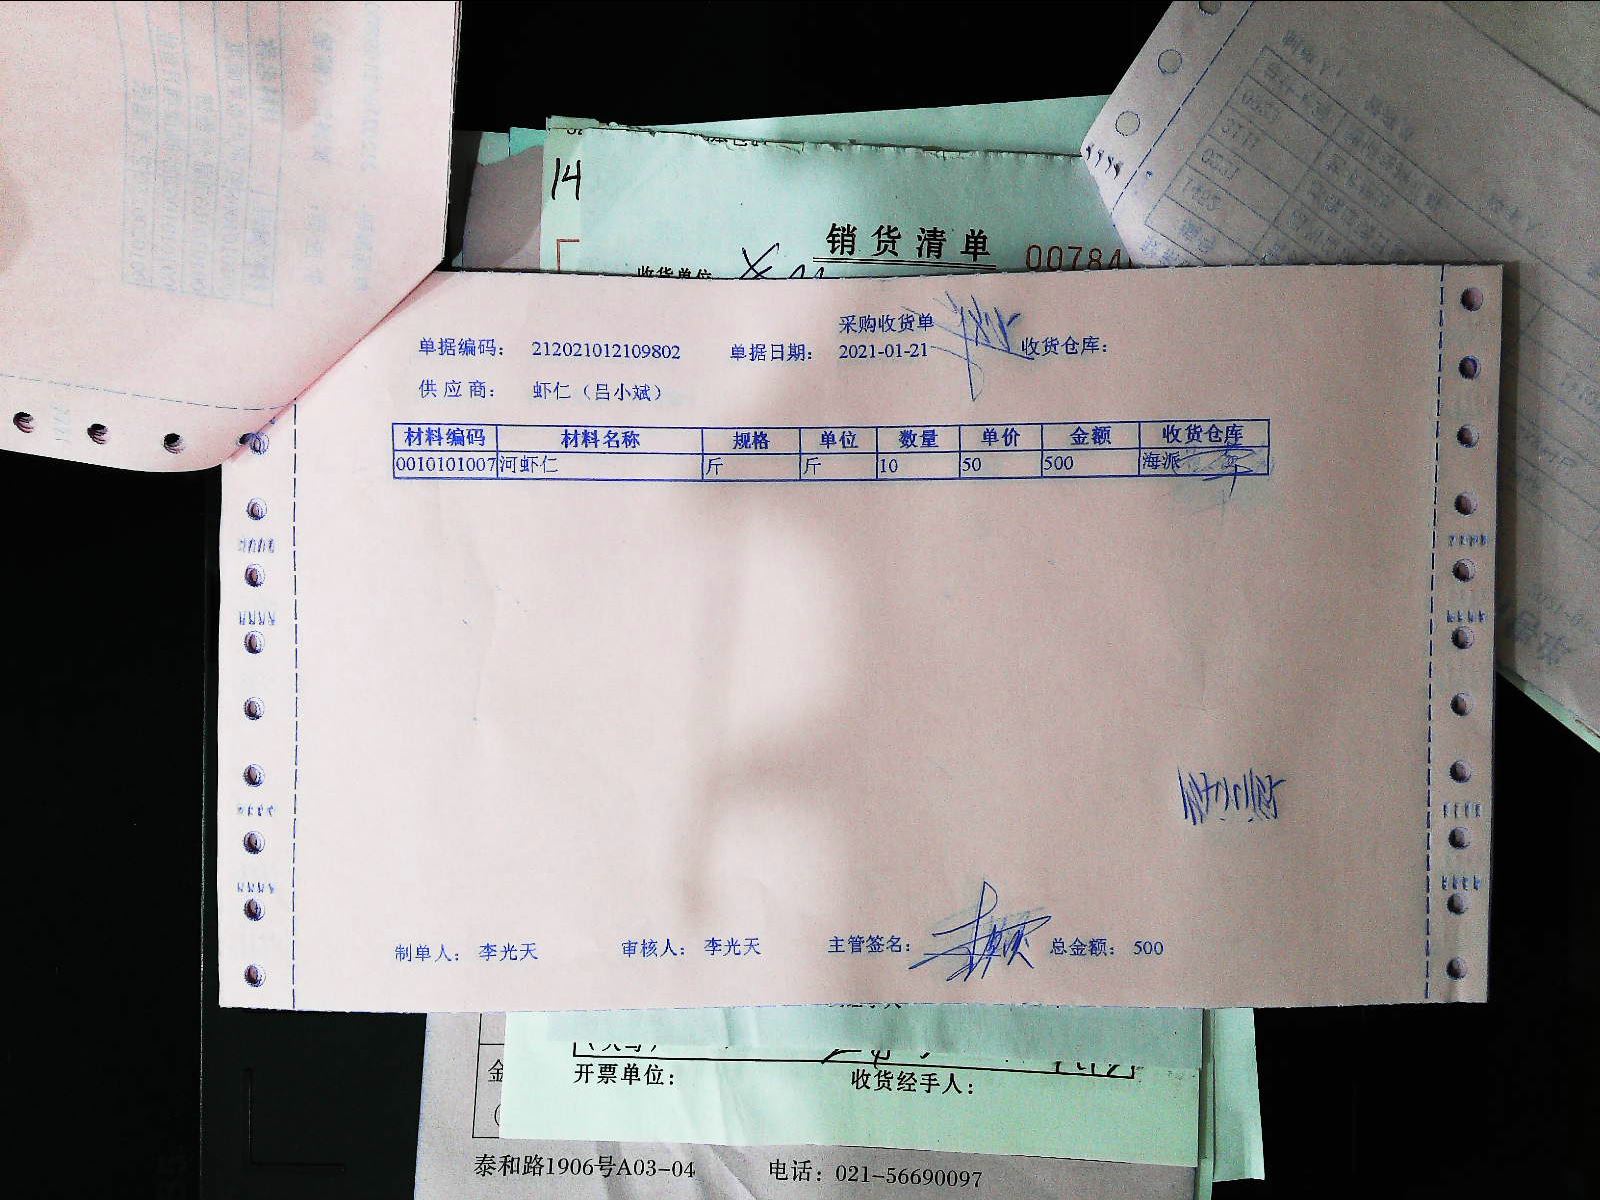 14
销货清单 00784
收货单位
采购收货单
单据编码： 212021012109802 单据日期： 2021-01-21 收货仓库：
供应商： 虾仁（吕小斌）
材料编码 材料名称 规格 单位 数量 单价 金额 收货仓库
0010101007 河虾仁 斤 斤 10 50 500 海派
制单人： 李光天 审核人： 李光天 主管签名： 总金额： 500
开票单位： 收货经手人：
金
泰和路1906号A03-04 电话：021-56690097